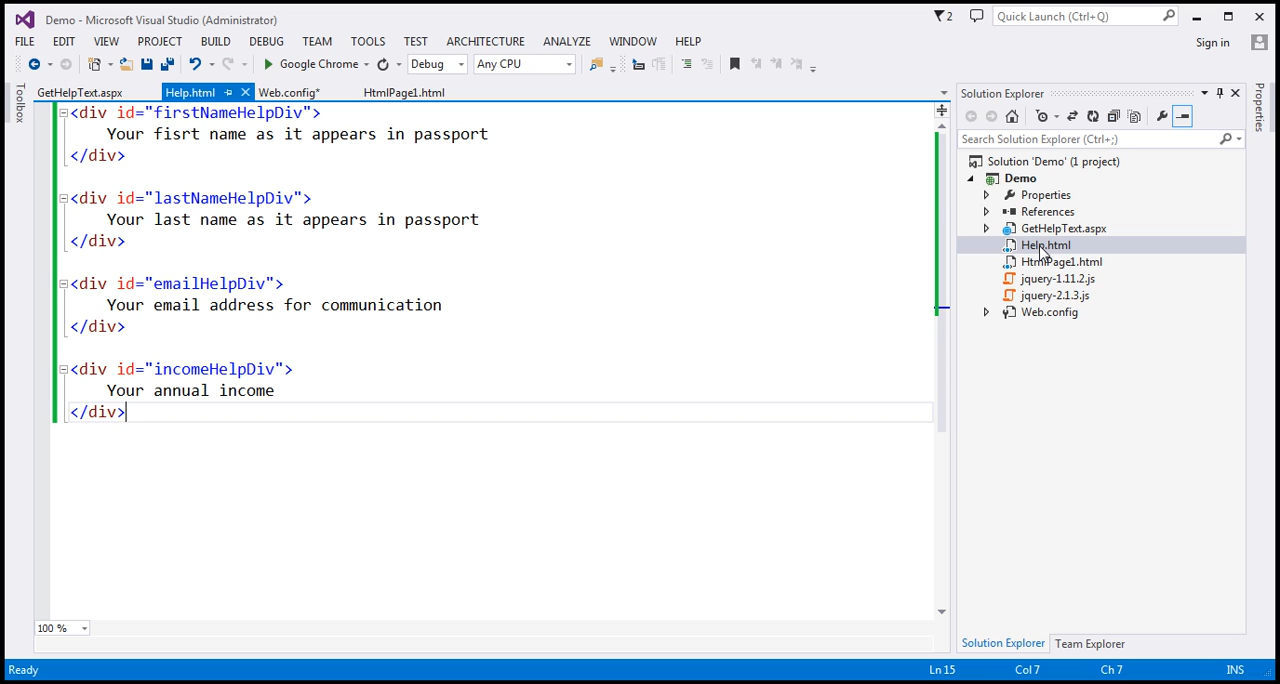 Demo - Microsoft Visual Studio (Administrator)
2
Quick Launch (Ctrl+Q)
FILE EDIT VIEW PROJECT BUILD DEBUG TEAM TOOLS TEST ARCHITECTURE ANALYZE WINDOW HELP
Sign in
Google Chrome Debug Any CPU
Toolbox
GetHelpText.aspx Help.html Web.config* HtmlPage1.html
<div id="firstNameHelpDiv">
Your fisrt name as it appears in passport
</div>
<div id="lastNameHelpDiv">
Your last name as it appears in passport
</div>
<div id="emailHelpDiv">
Your email address for communication
</div>
<div id="incomeHelpDiv">
Your annual income
</div>
100 %
Solution Explorer
Search Solution Explorer (Ctrl+;)
Solution 'Demo' (1 project)
Demo
Properties
References
GetHelpText.aspx
Help.html
HtmlPage1.html
jquery-1.11.2.js
jquery-2.1.3.js
Web.config
Solution Explorer Team Explorer
Properties
Ready Ln 15 Col 7 Ch 7 INS